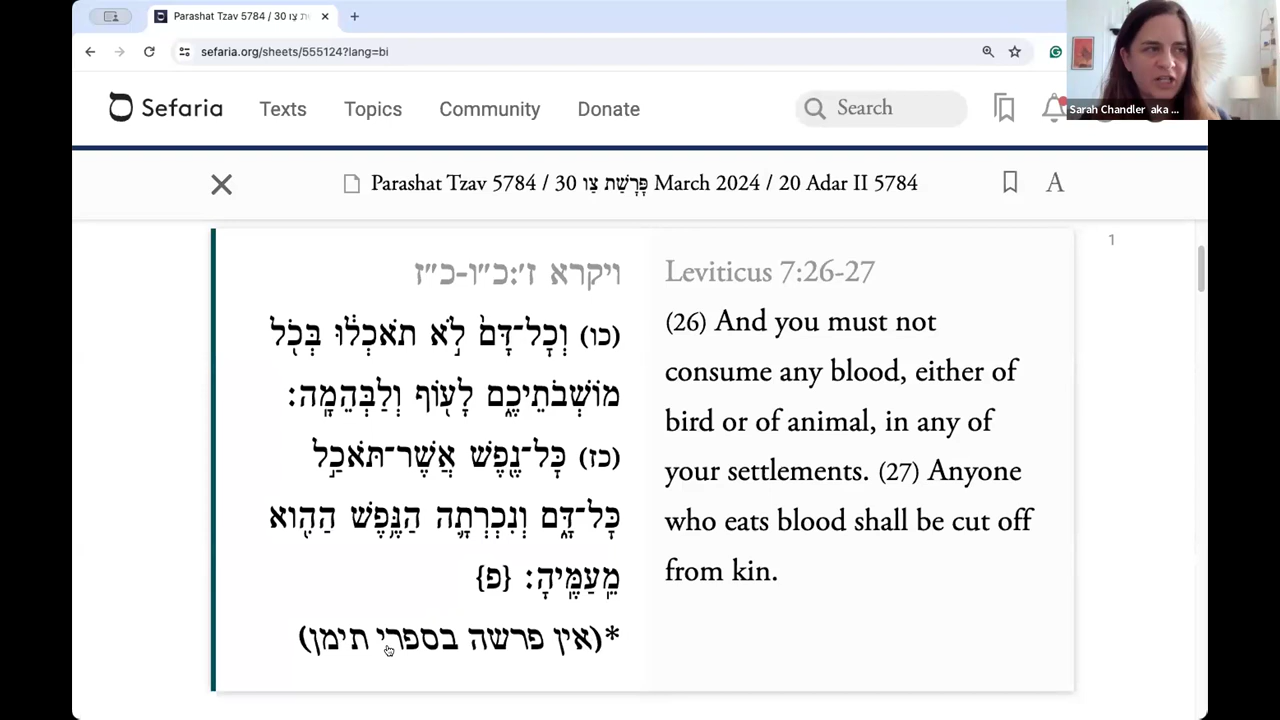 Parashat Tzav 5784 / 30
sefaria.org/sheets/555124?lang=bi
Sefaria
Texts
Topics
Community
Donate
Search
Sarah Chandler aka ...
Parashat Tzav 5784 / 30 פָּרָשַׁת צַו March 2024 / 20 Adar II 5784
A
ויקרא ז׳:כ״ו-כ״ז
(כו) וְכׇל־דָּם֙ לֹ֣א תֹאכְל֔וּ בְּכֹ֖ל
מוֹשְׁבֹתֵיכֶ֑ם לָע֖וֹף וְלַבְּהֵמָֽה׃
(כז) כׇּל־נֶ֖פֶשׁ אֲשֶׁר־תֹּאכַ֣ל
כׇּל־דָּ֑ם וְנִכְרְתָ֛ה הַנֶּ֥פֶשׁ הַהִ֖וא
מֵֽעַמֶּֽיהָ׃ {פ}
*(אין פרשה בספרי תימן)
Leviticus 7:26-27
(26) And you must not
consume any blood, either of
bird or of animal, in any of
your settlements. (27) Anyone
who eats blood shall be cut off
from kin.
1